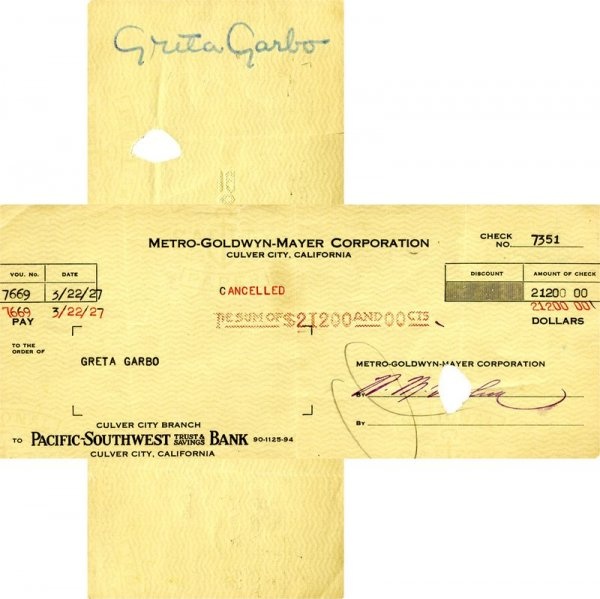 Greta Garbo
METRO-GOLDWYN-MAYER CORPORATION
CULVER CITY, CALIFORNIA
CHECK NO. 7351
VOU. No. DATE
DISCOUNT AMOUNT OF CHECK
7669 3/22/27
CANCELLED
21200 00
7669 3/22/27
21200 00
PAY
THE SUM OF $21200 AND 00 CTS
DOLLARS
TO THE ORDER OF
GRETA GARBO
METRO-GOLDWYN-MAYER CORPORATION
BY
CULVER CITY BRANCH
TO PACIFIC-SOUTHWEST TRUST & SAVINGS BANK 90-1125-94
CULVER CITY, CALIFORNIA